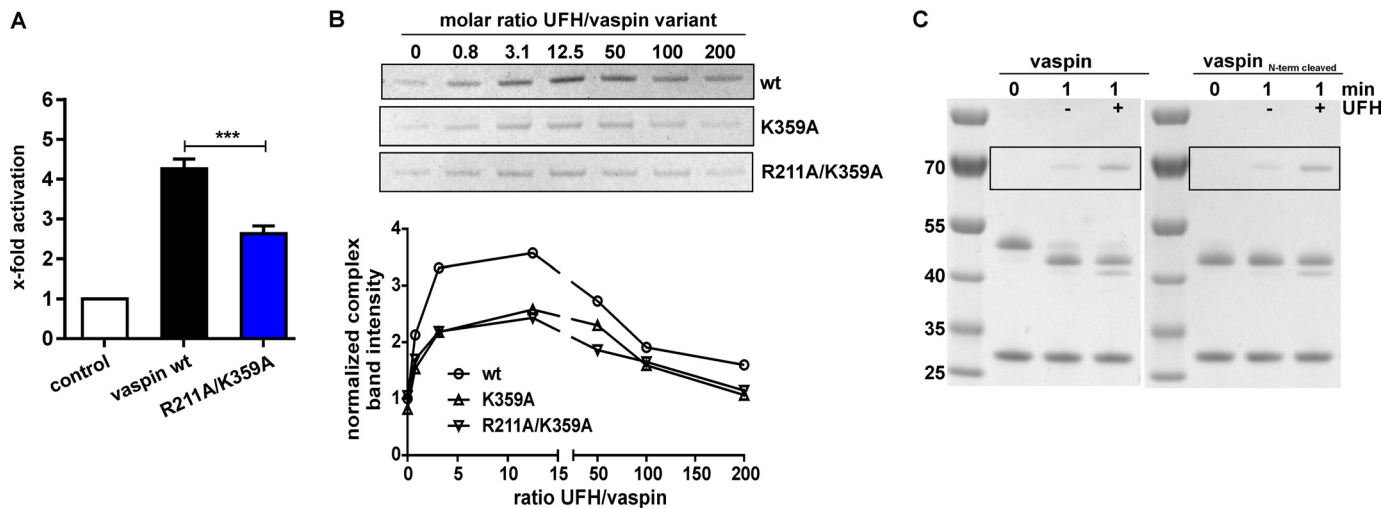 A
x-fold activation
6
5
4
3
2
1
0
***
control
vaspin wt
R211A/K359A
B
molar ratio UFH/vaspin variant
0 0.8 3.1 12.5 50 100 200
wt
K359A
R211A/K359A
normalized complex
band intensity
4
3
2
1
0
wt
K359A
R211A/K359A
0 5 10 15 50 100 200
ratio UFH/vaspin
C
vaspin vaspin N-term cleaved
0 1 1 0 1 1 min
- + - + UFH
70
55
40
35
25